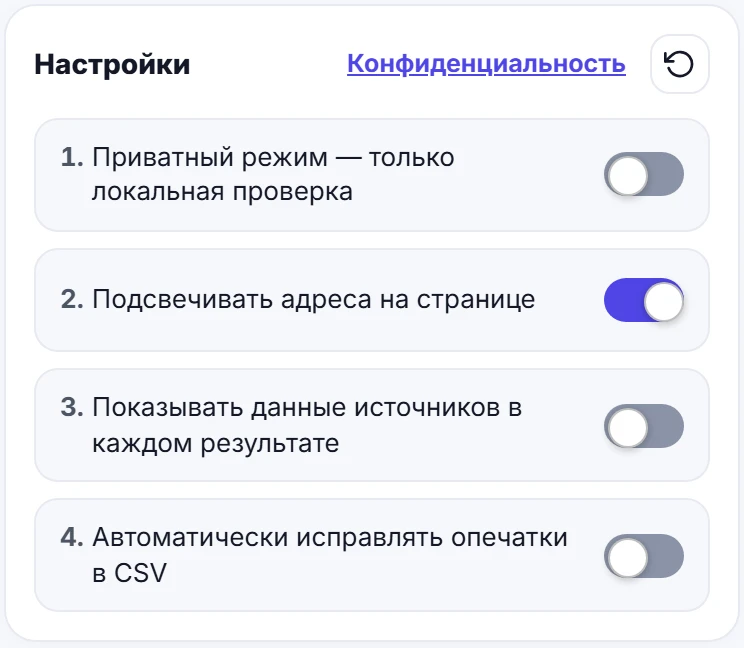 Настройки
Конфиденциальность
1. Приватный режим — только
локальная проверка
2. Подсвечивать адреса на странице
3. Показывать данные источников в
каждом результате
4. Автоматически исправлять опечатки
в CSV